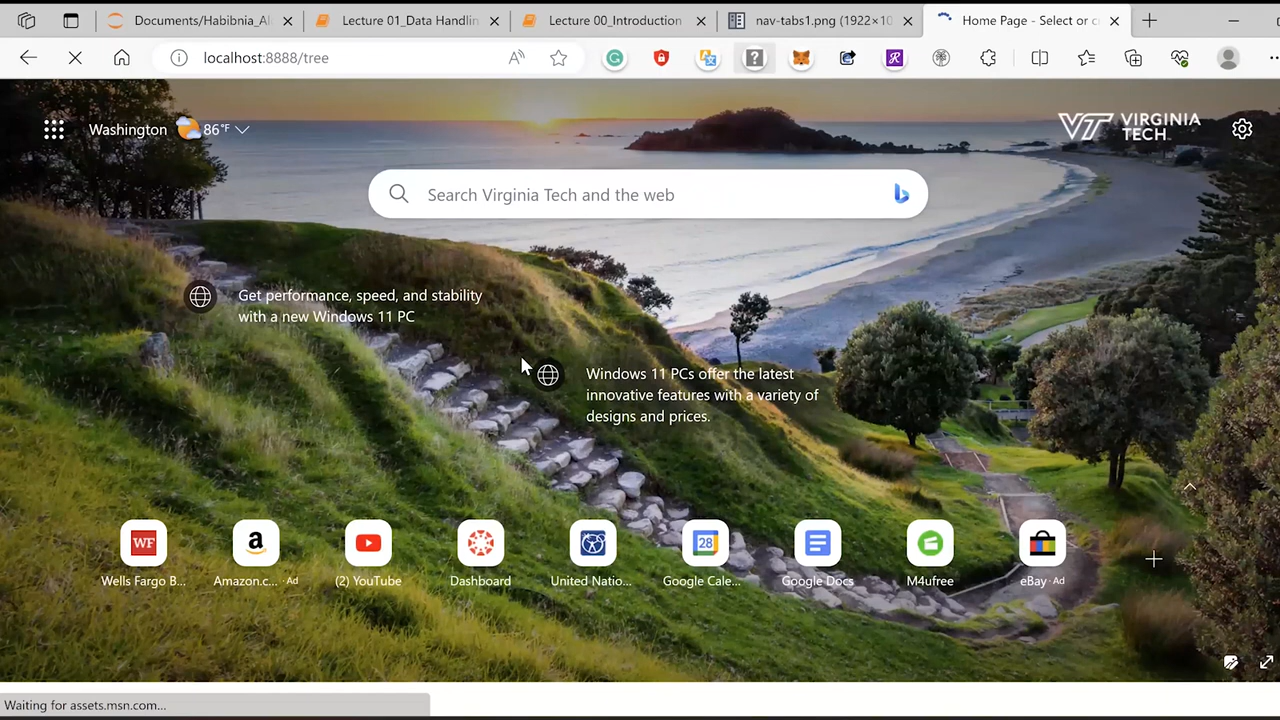 Documents/Habibnia_Al
Lecture 01_Data Handlin
Lecture 00_Introduction
nav-tabs1.png (1922×10
Home Page - Select or c
localhost:8888/tree
Washington 86°F
VT VIRGINIA TECH
Search Virginia Tech and the web
Get performance, speed, and stability
with a new Windows 11 PC
Windows 11 PCs offer the latest
innovative features with a variety of
designs and prices.
WF
a
28
Wells Fargo B...
Amazon.c... · Ad
(2) YouTube
Dashboard
United Natio...
Google Cale...
Google Docs
M4ufree
eBay · Ad
Waiting for assets.msn.com...